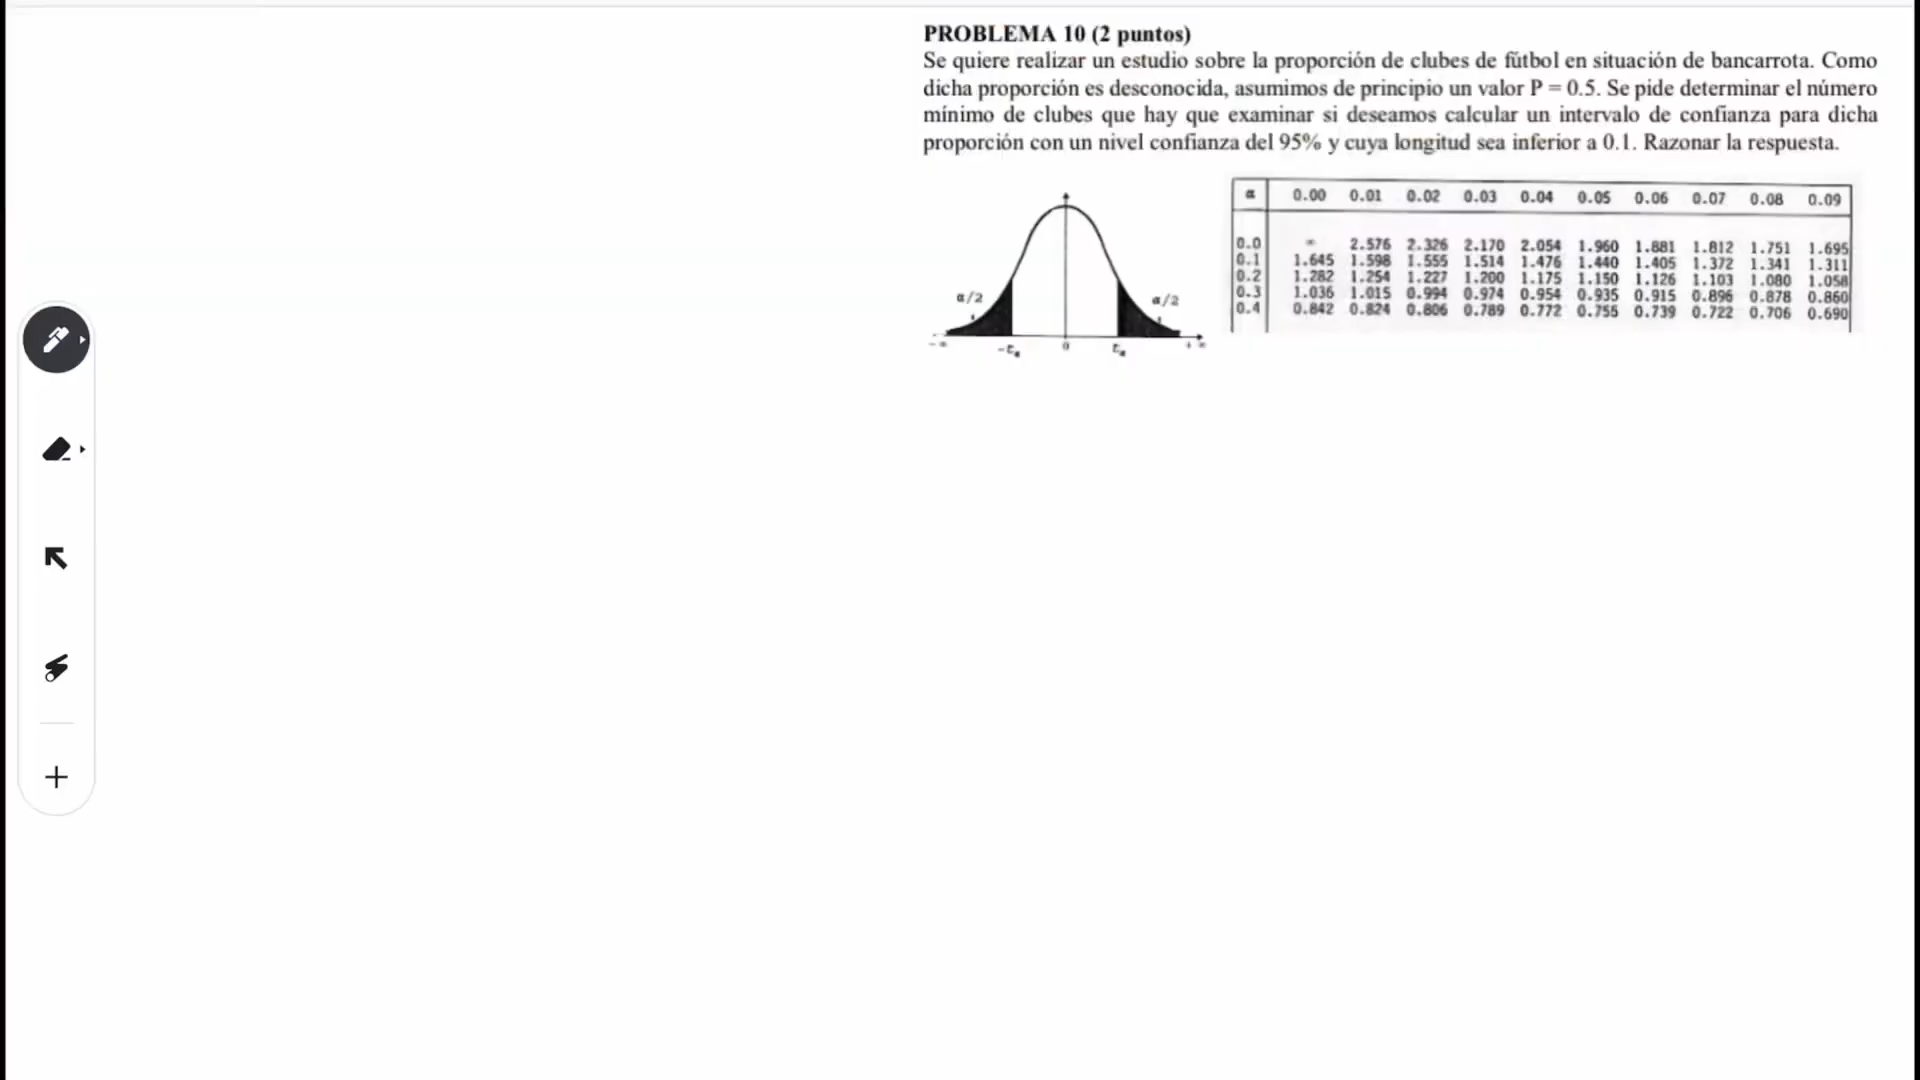 PROBLEMA 10 (2 puntos)
Se quiere realizar un estudio sobre la proporción de clubes de fútbol en situación de bancarrota. Como
dicha proporción es desconocida, asumimos de principio un valor P = 0.5. Se pide determinar el número
mínimo de clubes que hay que examinar si deseamos calcular un intervalo de confianza para dicha
proporción con un nivel confianza del 95% y cuya longitud sea inferior a 0.1. Razonar la respuesta.
α/2 α/2
-∞ -tα 0 tα +∞
α 0.00 0.01 0.02 0.03 0.04 0.05 0.06 0.07 0.08 0.09
0.0 ∞ 2.576 2.326 2.170 2.054 1.960 1.881 1.812 1.751 1.695
0.1 1.645 1.598 1.555 1.514 1.476 1.440 1.405 1.372 1.341 1.311
0.2 1.282 1.254 1.227 1.200 1.175 1.150 1.126 1.103 1.080 1.058
0.3 1.036 1.015 0.994 0.974 0.954 0.935 0.915 0.896 0.878 0.860
0.4 0.842 0.824 0.806 0.789 0.772 0.755 0.739 0.722 0.706 0.690